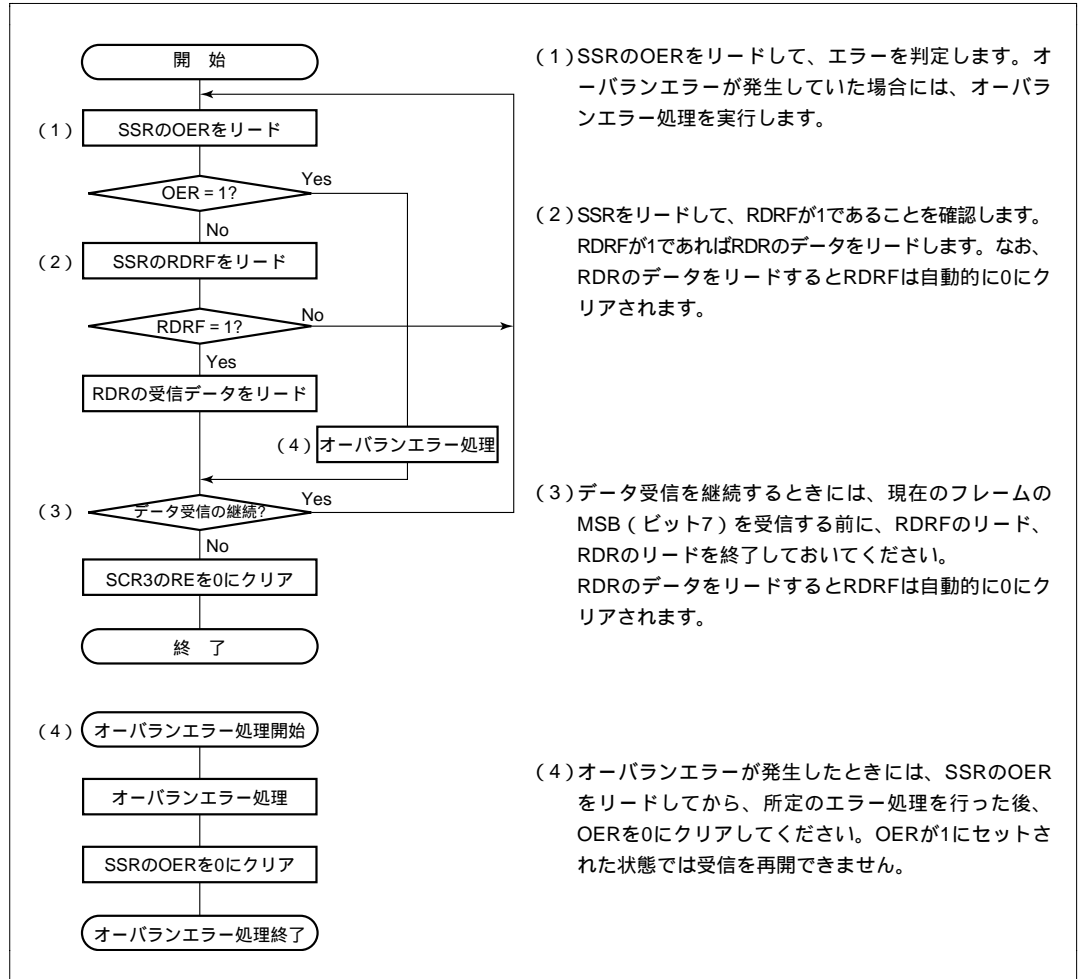 開 始
(1)
SSRのOERをリード
OER = 1?
Yes
No
(2)
SSRのRDRFをリード
RDRF = 1?
No
Yes
RDRの受信データをリード
(4)
オーバランエラー処理
(3)
データ受信の継続?
Yes
No
SCR3のREを0にクリア
終 了
(4)
オーバランエラー処理開始
オーバランエラー処理
SSRのOERを0にクリア
オーバランエラー処理終了
(1)SSRのOERをリードして、エラーを判定します。オ
ーバランエラーが発生していた場合には、オーバラ
ンエラー処理を実行します。
(2)SSRをリードして、RDRFが1であることを確認します。
RDRFが1であればRDRのデータをリードします。なお、
RDRのデータをリードするとRDRFは自動的に0にク
リアされます。
(3)データ受信を継続するときには、現在のフレームの
MSB(ビット7)を受信する前に、RDRFのリード、
RDRのリードを終了しておいてください。
RDRのデータをリードするとRDRFは自動的に0にク
リアされます。
(4)オーバランエラーが発生したときには、SSRのOER
をリードしてから、所定のエラー処理を行った後、
OERを0にクリアしてください。OERが1にセットさ
れた状態では受信を再開できません。